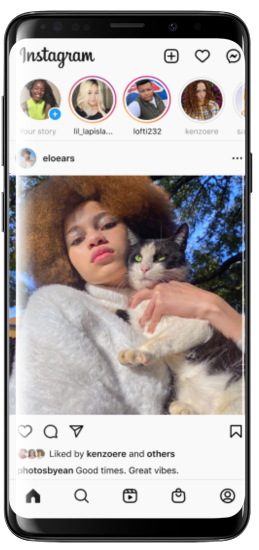 Instagram
Your story
lil_lapisla...
lofti232
kenzoere
eloears
Liked by kenzoere and others
photosbyean Good times. Great vibes.